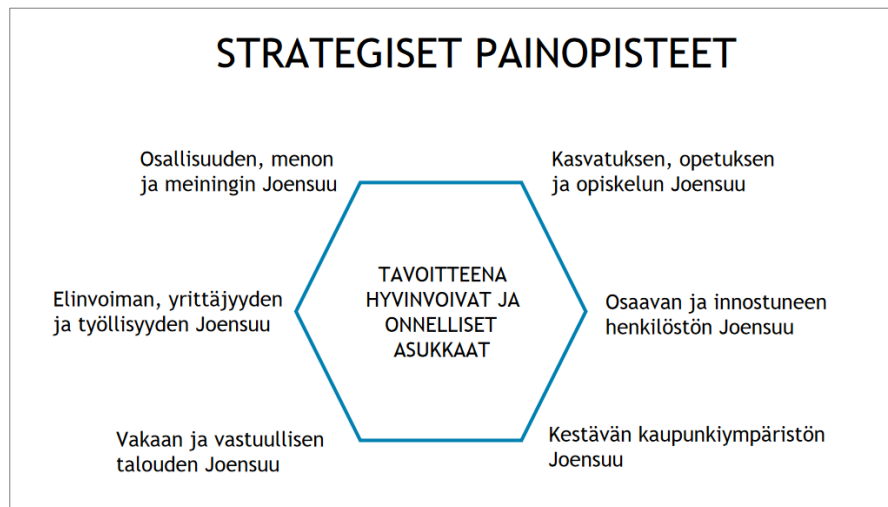 STRATEGISET PAINOPISTEET
Osallisuuden, menon
ja meiningin Joensuu
Kasvatuksen, opetuksen
ja opiskelun Joensuu
Elinvoiman, yrittäjyyden
ja työllisyyden Joensuu
TAVOITTEENA
HYVINVOIVAT JA
ONNELLISET
ASUKKAAT
Osaavan ja innostuneen
henkilöstön Joensuu
Vakaan ja vastuullisen
talouden Joensuu
Kestävän kaupunkiympäristön
Joensuu